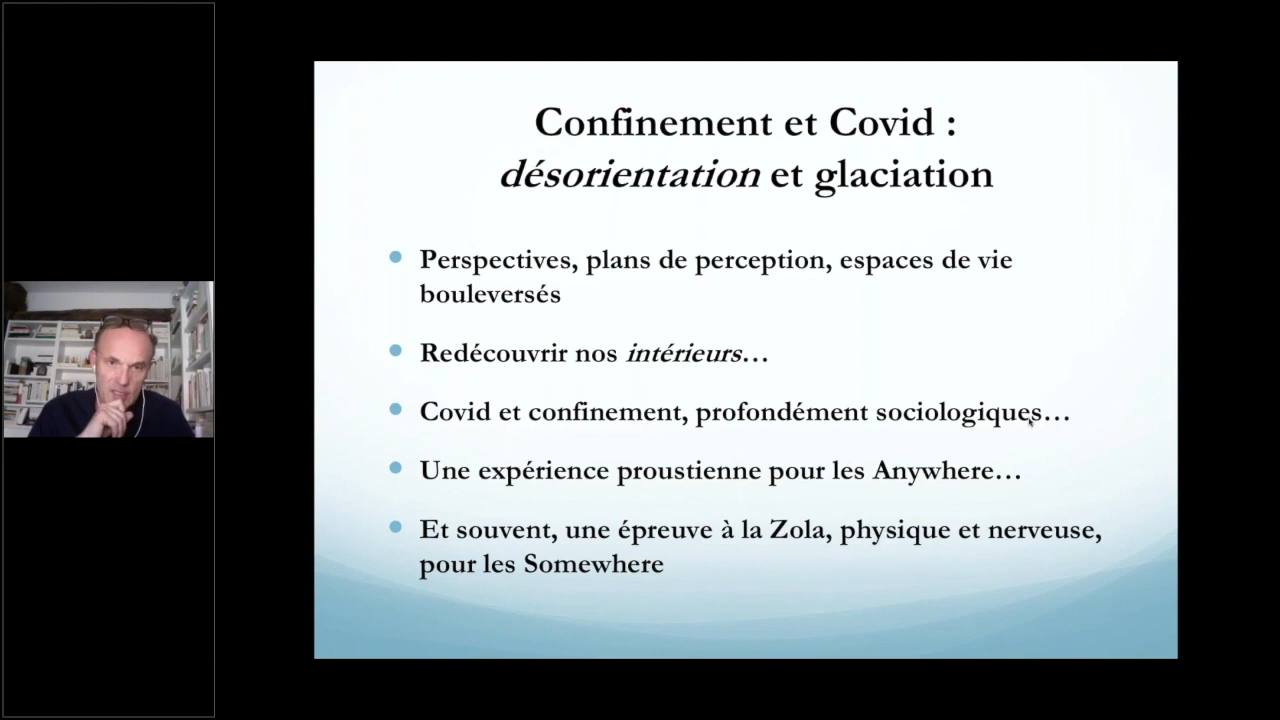 Confinement et Covid :
désorientation et glaciation
Perspectives, plans de perception, espaces de vie
bouleversés
Redécouvrir nos intérieurs…
Covid et confinement, profondément sociologiques…
Une expérience proustienne pour les Anywhere…
Et souvent, une épreuve à la Zola, physique et nerveuse,
pour les Somewhere